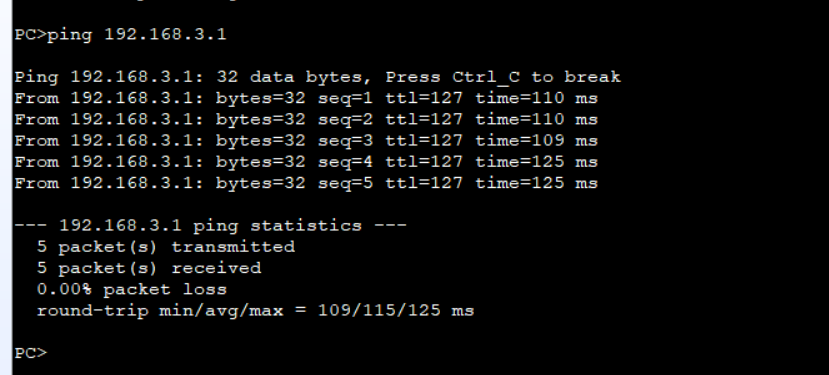 PC>ping 192.168.3.1
Ping 192.168.3.1: 32 data bytes, Press Ctrl_C to break
From 192.168.3.1: bytes=32 seq=1 ttl=127 time=110 ms
From 192.168.3.1: bytes=32 seq=2 ttl=127 time=110 ms
From 192.168.3.1: bytes=32 seq=3 ttl=127 time=109 ms
From 192.168.3.1: bytes=32 seq=4 ttl=127 time=125 ms
From 192.168.3.1: bytes=32 seq=5 ttl=127 time=125 ms
--- 192.168.3.1 ping statistics ---
5 packet(s) transmitted
5 packet(s) received
0.00% packet loss
round-trip min/avg/max = 109/115/125 ms
PC>